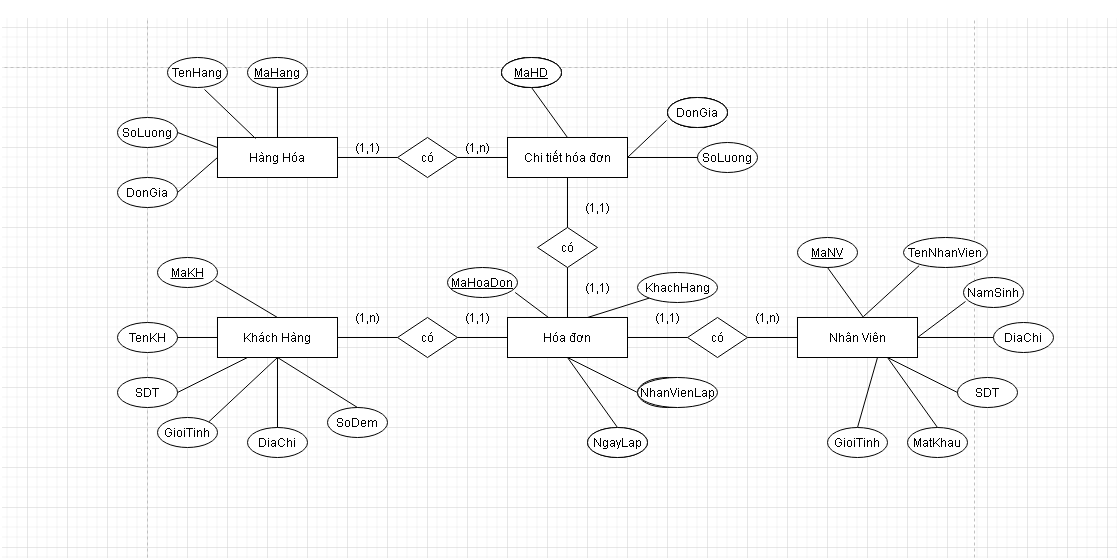 TenHang
MaHang
MaHD
DonGia
SoLuong
Hàng Hóa
(1,1)
có
(1,n)
Chi tiết hóa đơn
SoLuong
DonGia
(1,1)
có
MaKH
MaHoaDon
(1,1)
KhachHang
MaNV
TenNhanVien
NamSinh
TenKH
Khách Hàng
(1,n)
có
(1,1)
Hóa đơn
(1,1)
có
(1,n)
Nhân Viên
DiaChi
SDT
NhanVienLap
SDT
GioiTinh
DiaChi
SoDem
NgayLap
GioiTinh
MatKhau